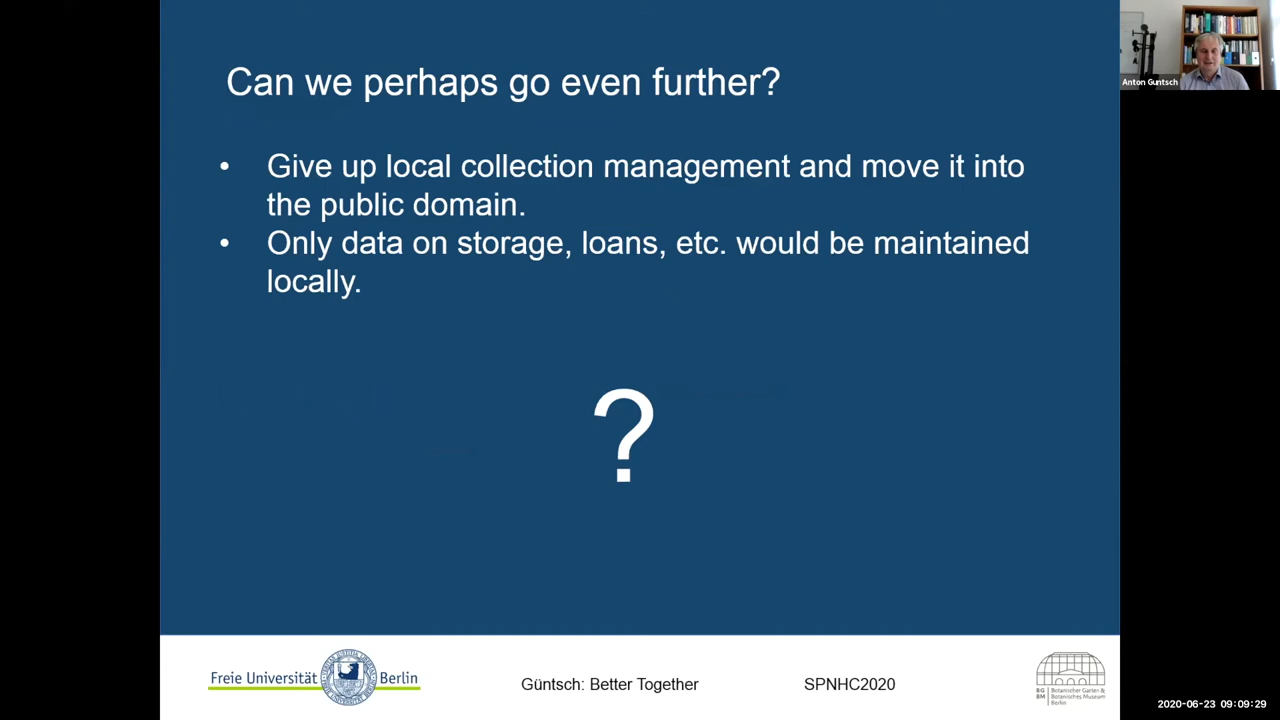 Can we perhaps go even further?
• Give up local collection management and move it into
the public domain.
• Only data on storage, loans, etc. would be maintained
locally.
?
Anton Guntsch
Freie Universität Berlin
Güntsch: Better Together
SPNHC2020
BG
BM
Botanischer Garten &
Botanisches Museum
Berlin
2020-06-23 09:09:29